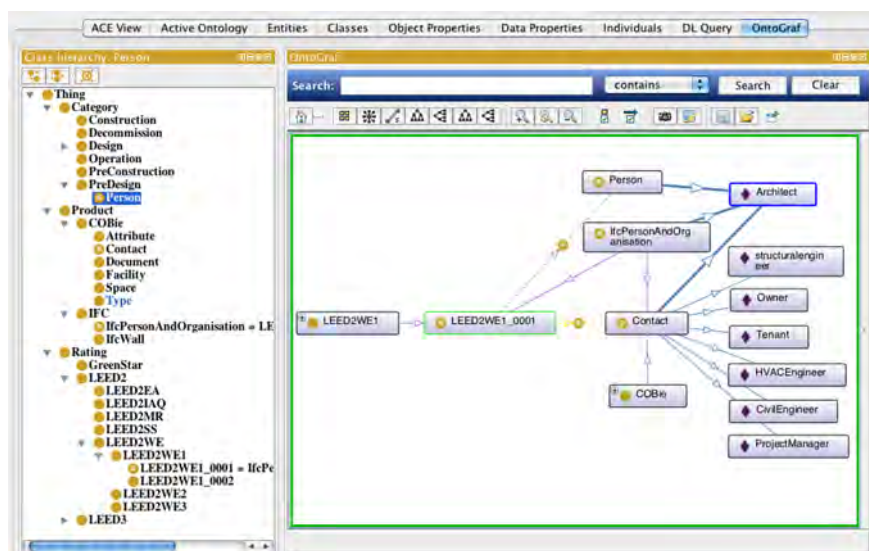 ACE View Active Ontology Entities Classes Object Properties Data Properties Individuals DL Query OntoGraf
Class hierarchy: Person
Thing
Category
Construction
Decommission
Design
Operation
PreConstruction
PreDesign
Person
Product
COBie
Attribute
Contact
Document
Facility
Space
Type
IFC
IfcPersonAndOrganisation = LE
IfcWall
Rating
GreenStar
LEED2
LEED2EA
LEED2IAQ
LEED2MR
LEED2SS
LEED2WE
LEED2WE1
LEED2WE1_0001 = IfcPe
LEED2WE1_0002
LEED2WE2
LEED2WE3
LEED3
OntoGraf
Search: contains Search Clear
Person
Architect
IfcPersonAndOrg
anisation
structuralengin
eer
Owner
LEED2WE1
LEED2WE1_0001
Contact
Tenant
HVACEngineer
COBie
CivilEngineer
ProjectManager